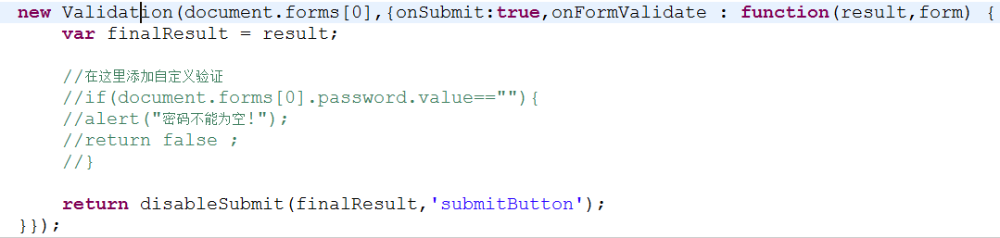 new Validation(document.forms[0],{onSubmit:true,onFormValidate : function(result,form) {
var finalResult = result;
//在这里添加自定义验证
//if(document.forms[0].password.value==""){
//alert("密码不能为空!");
//return false ;
//}
return disableSubmit(finalResult,'submitButton');
}});